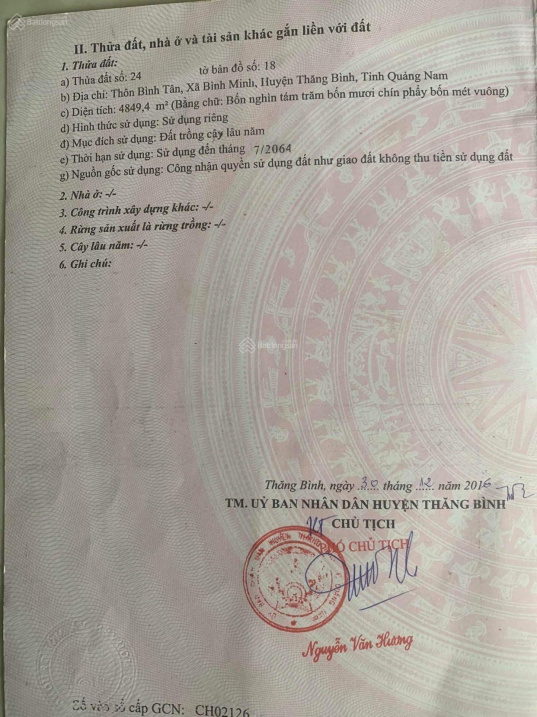 Batdongsan
II. Thửa đất, nhà ở và tài sản khác gắn liền với đất
1. Thửa đất:
a) Thửa đất số: 24 tờ bản đồ số: 18
b) Địa chỉ: Thôn Bình Tân, Xã Bình Minh, Huyện Thăng Bình, Tỉnh Quảng Nam
c) Diện tích: 4849,4 m² (Bằng chữ: Bốn nghìn tám trăm bốn mươi chín phẩy bốn mét vuông)
d) Hình thức sử dụng: Sử dụng riêng
đ) Mục đích sử dụng: Đất trồng cây lâu năm
e) Thời hạn sử dụng: Sử dụng đến tháng 7/2064
g) Nguồn gốc sử dụng: Công nhận quyền sử dụng đất như giao đất không thu tiền sử dụng đất
2. Nhà ở: -/-
3. Công trình xây dựng khác: -/-
4. Rừng sản xuất là rừng trồng: -/-
5. Cây lâu năm: -/-
6. Ghi chú:
Batdongsan
Thăng Bình, ngày 30 tháng 12 năm 2016
TM. UỶ BAN NHÂN DÂN HUYỆN THĂNG BÌNH
KT CHỦ TỊCH
PHÓ CHỦ TỊCH
Nguyễn Văn Hương
Số vào sổ cấp GCN: CH02126